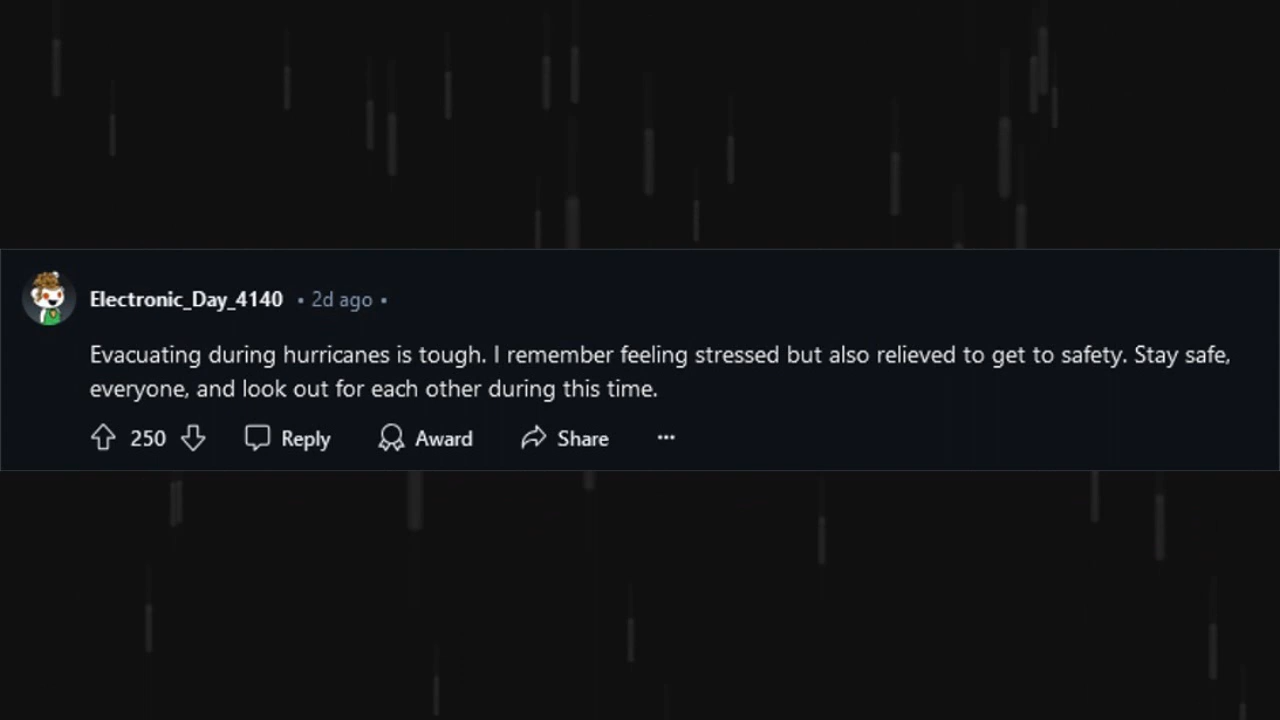 Electronic_Day_4140 • 2d ago •
Evacuating during hurricanes is tough. I remember feeling stressed but also relieved to get to safety. Stay safe,
everyone, and look out for each other during this time.
250 Reply Award Share ...